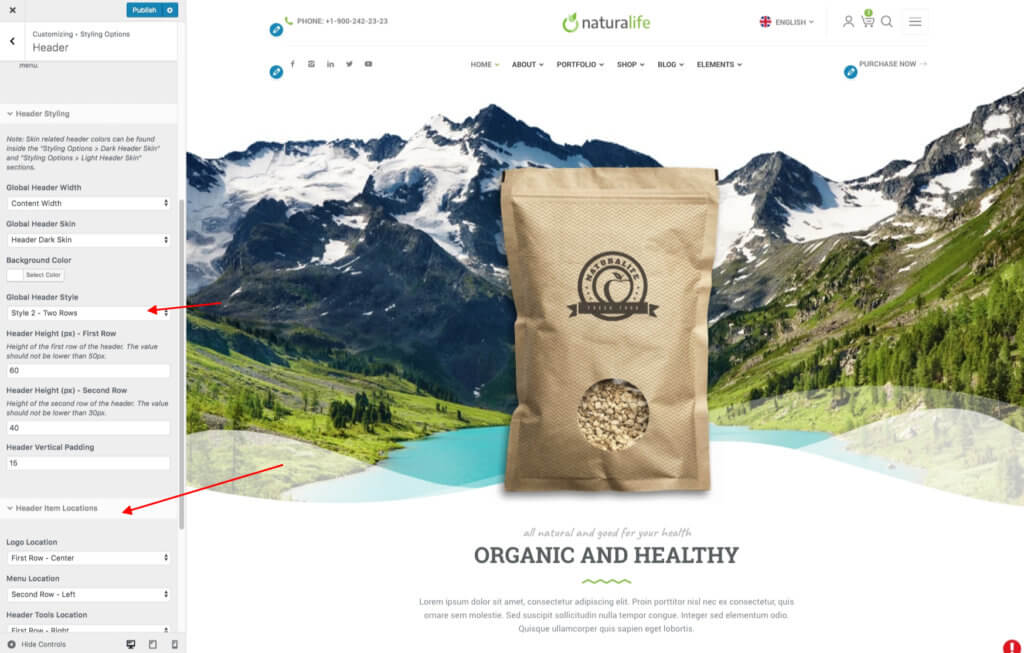 Publish
Customizing ▸ Styling Options
Header
menu.
Header Styling
Note: Skin related header colors can be found
inside the "Styling Options > Dark Header Skin"
and "Styling Options > Light Header Skin"
sections.
Global Header Width
Content Width
Global Header Skin
Header Dark Skin
Background Color
Select Color
Global Header Style
Style 2 - Two Rows
Header Height (px) - First Row
Height of the first row of the header. The value
should not be lower than 50px.
60
Header Height (px) - Second Row
Height of the second row of the header. The value
should not be lower than 30px.
40
Header Vertical Padding
15
Header Item Locations
Logo Location
First Row - Center
Menu Location
Second Row - Left
Header Tools Location
First Row - Right
Hide Controls
PHONE: +1-900-242-23-23
naturalife
ENGLISH
HOME ABOUT PORTFOLIO SHOP BLOG ELEMENTS
PURCHASE NOW
NATURALIFE
all natural and good for your health
ORGANIC AND HEALTHY
Lorem ipsum dolor sit amet, consectetur adipiscing elit. Proin porttitor nisl nec ex consectetur, quis
ornare sem molestie. Sed suscipit sollicitudin nulla tempor congue. Integer sed elementum odio.
Quisque ullamcorper quis sapien eget lobortis.